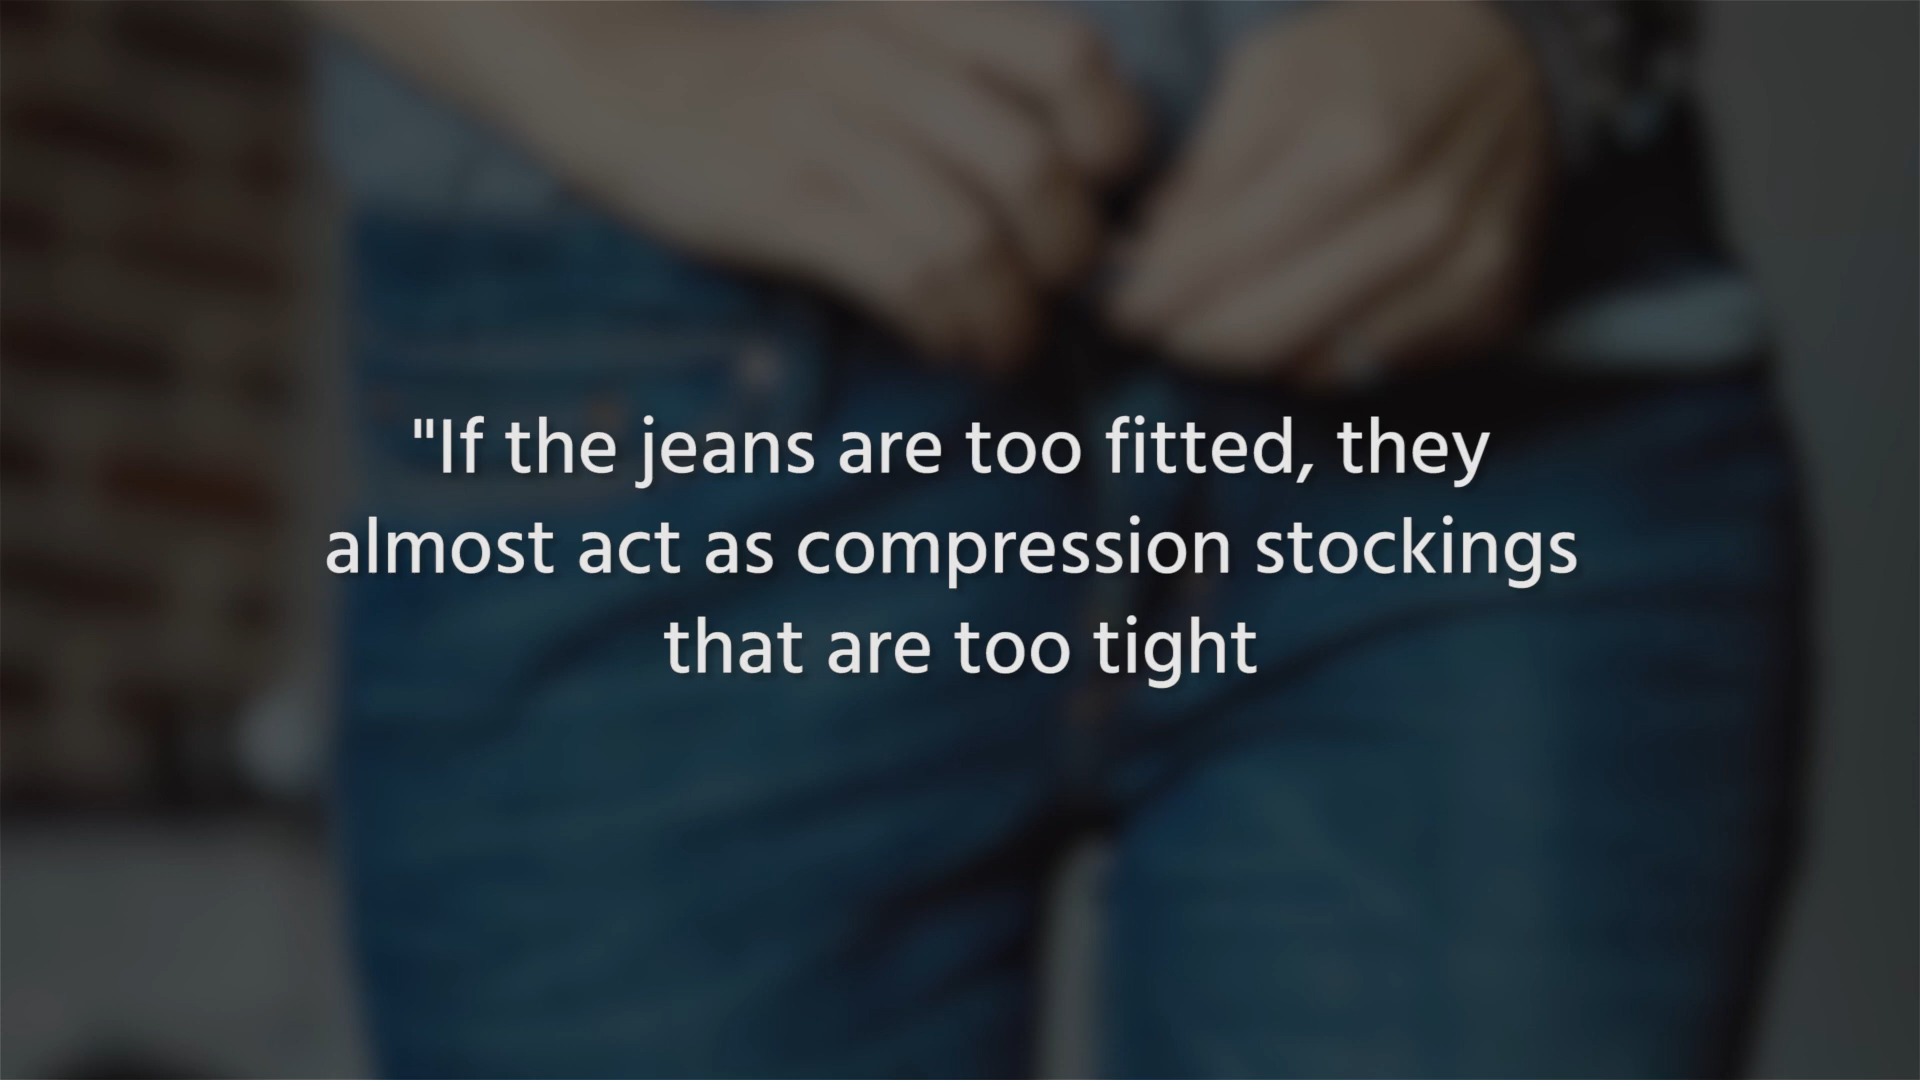 "If the jeans are too fitted, they
almost act as compression stockings
that are too tight